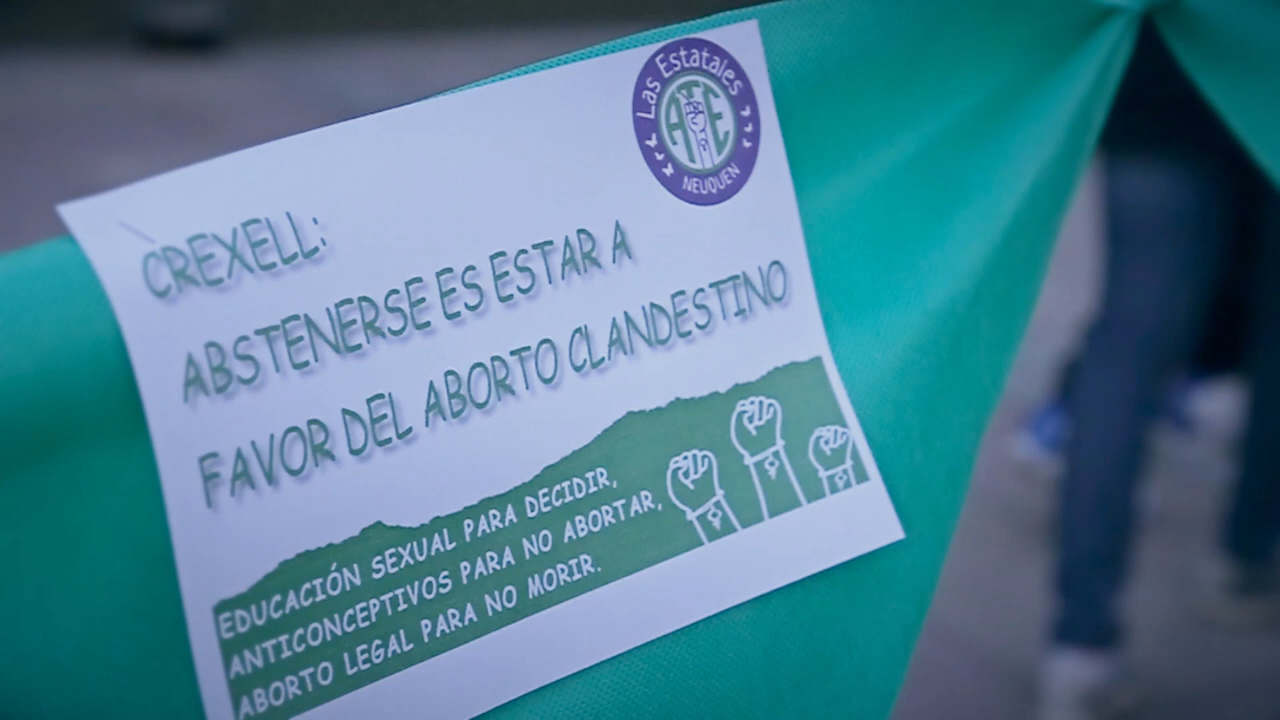 Las Estatales
ATE
NEUQUEN
CREXELL:
ABSTENERSE ES ESTAR A
FAVOR DEL ABORTO CLANDESTINO
EDUCACIÓN SEXUAL PARA DECIDIR,
ANTICONCEPTIVOS PARA NO ABORTAR,
ABORTO LEGAL PARA NO MORIR.